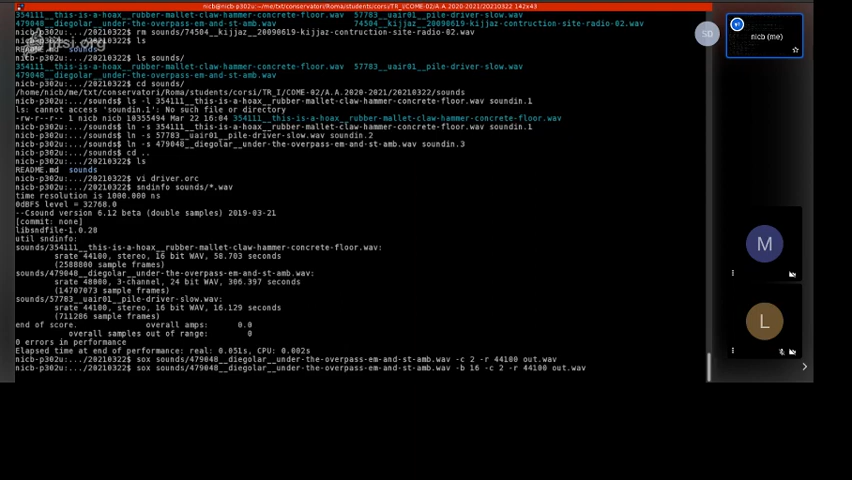 nicb@nicb-p302u: ~/me/txt/conservatori/Roma/students/corsi/TR_I/COME-02/A.A.2020-2021/20210322 142x43
354111__this-is-a-hoax__rubber-mallet-claw-hammer-concrete-floor.wav 57783__uair01__pile-driver-slow.wav
479048__diegolar__under-the-overpass-em-and-st-amb.wav 74504__kijjaz__20090619-kijjaz-contruction-site-radio-02.wav
nicb-p302u:.../20210322$ rm sounds/74504__kijjaz__20090619-kijjaz-contruction-site-radio-02.wav
nicb-p302u:.../20210322$ ls
README.md sounds
nicb-p302u:.../20210322$ ls sounds/
354111__this-is-a-hoax__rubber-mallet-claw-hammer-concrete-floor.wav 57783__uair01__pile-driver-slow.wav
479048__diegolar__under-the-overpass-em-and-st-amb.wav
nicb-p302u:.../20210322$ cd sounds/
/home/nicb/me/txt/conservatori/Roma/students/corsi/TR_I/COME-02/A.A.2020-2021/20210322/sounds
nicb-p302u:.../sounds$ ls -l 354111__this-is-a-hoax__rubber-mallet-claw-hammer-concrete-floor.wav soundin.1
ls: cannot access 'soundin.1': No such file or directory
-rw-r--r-- 1 nicb nicb 10355494 Mar 22 16:04 354111__this-is-a-hoax__rubber-mallet-claw-hammer-concrete-floor.wav
nicb-p302u:.../sounds$ ln -s 354111__this-is-a-hoax__rubber-mallet-claw-hammer-concrete-floor.wav soundin.1
nicb-p302u:.../sounds$ ln -s 57783__uair01__pile-driver-slow.wav soundin.2
nicb-p302u:.../sounds$ ln -s 479048__diegolar__under-the-overpass-em-and-st-amb.wav soundin.3
nicb-p302u:.../sounds$ cd ..
nicb-p302u:.../20210322$ ls
README.md sounds
nicb-p302u:.../20210322$ vi driver.orc
nicb-p302u:.../20210322$ sndinfo sounds/*.wav
time resolution is 1000.000 ns
0dBFS level = 32768.0
--Csound version 6.12 beta (double samples) 2019-03-21
[commit: none]
libsndfile-1.0.28
util sndinfo:
sounds/354111__this-is-a-hoax__rubber-mallet-claw-hammer-concrete-floor.wav:
srate 44100, stereo, 16 bit WAV, 58.703 seconds
(2588800 sample frames)
sounds/479048__diegolar__under-the-overpass-em-and-st-amb.wav:
srate 48000, 3-channel, 24 bit WAV, 306.397 seconds
(14707073 sample frames)
sounds/57783__uair01__pile-driver-slow.wav:
srate 44100, stereo, 16 bit WAV, 16.129 seconds
(711286 sample frames)
end of score. overall amps: 0.0
overall samples out of range: 0
0 errors in performance
Elapsed time at end of performance: real: 0.051s, CPU: 0.002s
nicb-p302u:.../20210322$ sox sounds/479048__diegolar__under-the-overpass-em-and-st-amb.wav -c 2 -r 44100 out.wav
nicb-p302u:.../20210322$ sox sounds/479048__diegolar__under-the-overpass-em-and-st-amb.wav -b 16 -c 2 -r 44100 out.wav
SD
nicb (me)
M
L